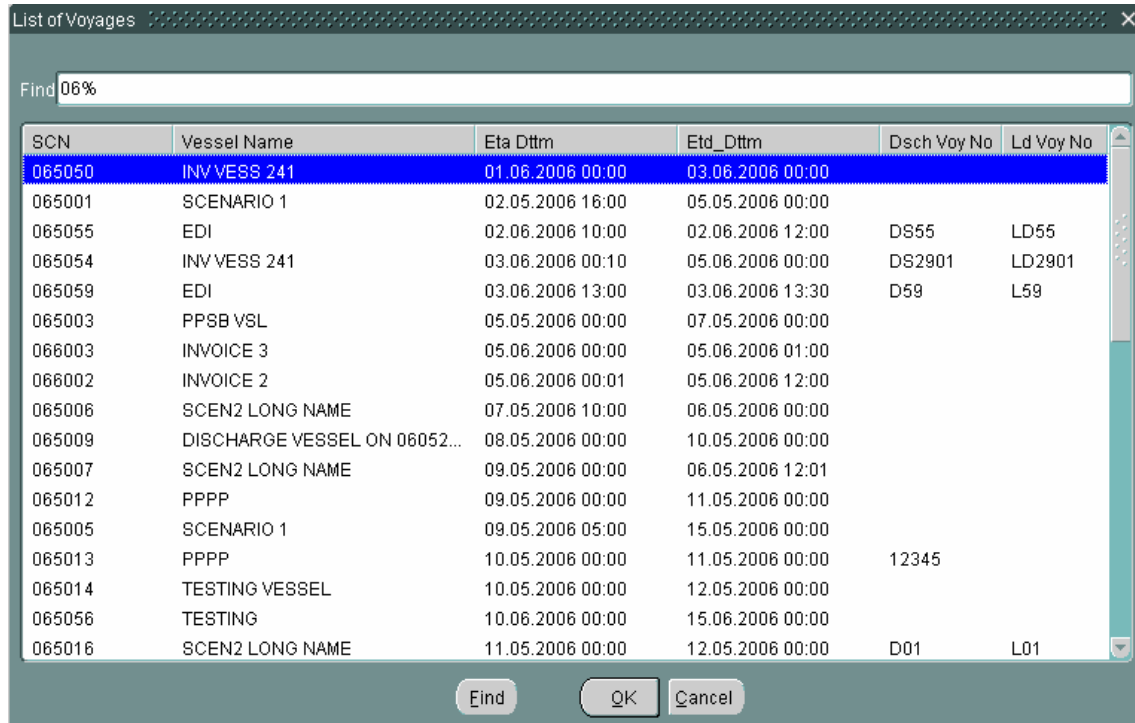 List of Voyages
Find 06%
SCN Vessel Name Eta Dttm Etd_Dttm Dsch Voy No Ld Voy No
065050 INV VESS 241 01.06.2006 00:00 03.06.2006 00:00
065001 SCENARIO 1 02.05.2006 16:00 05.05.2006 00:00
065055 EDI 02.06.2006 10:00 02.06.2006 12:00 DS55 LD55
065054 INV VESS 241 03.06.2006 00:10 05.06.2006 00:00 DS2901 LD2901
065059 EDI 03.06.2006 13:00 03.06.2006 13:30 D59 L59
065003 PPSB VSL 05.05.2006 00:00 07.05.2006 00:00
066003 INVOICE 3 05.06.2006 00:00 05.06.2006 01:00
066002 INVOICE 2 05.06.2006 00:01 05.06.2006 12:00
065006 SCEN2 LONG NAME 07.05.2006 10:00 06.05.2006 00:00
065009 DISCHARGE VESSEL ON 06052... 08.05.2006 00:00 10.05.2006 00:00
065007 SCEN2 LONG NAME 09.05.2006 00:00 06.05.2006 12:01
065012 PPPP 09.05.2006 00:00 11.05.2006 00:00
065005 SCENARIO 1 09.05.2006 05:00 15.05.2006 00:00
065013 PPPP 10.05.2006 00:00 11.05.2006 00:00 12345
065014 TESTING VESSEL 10.05.2006 00:00 12.05.2006 00:00
065056 TESTING 10.06.2006 00:00 15.06.2006 00:00
065016 SCEN2 LONG NAME 11.05.2006 00:00 12.05.2006 00:00 D01 L01
Find OK Cancel